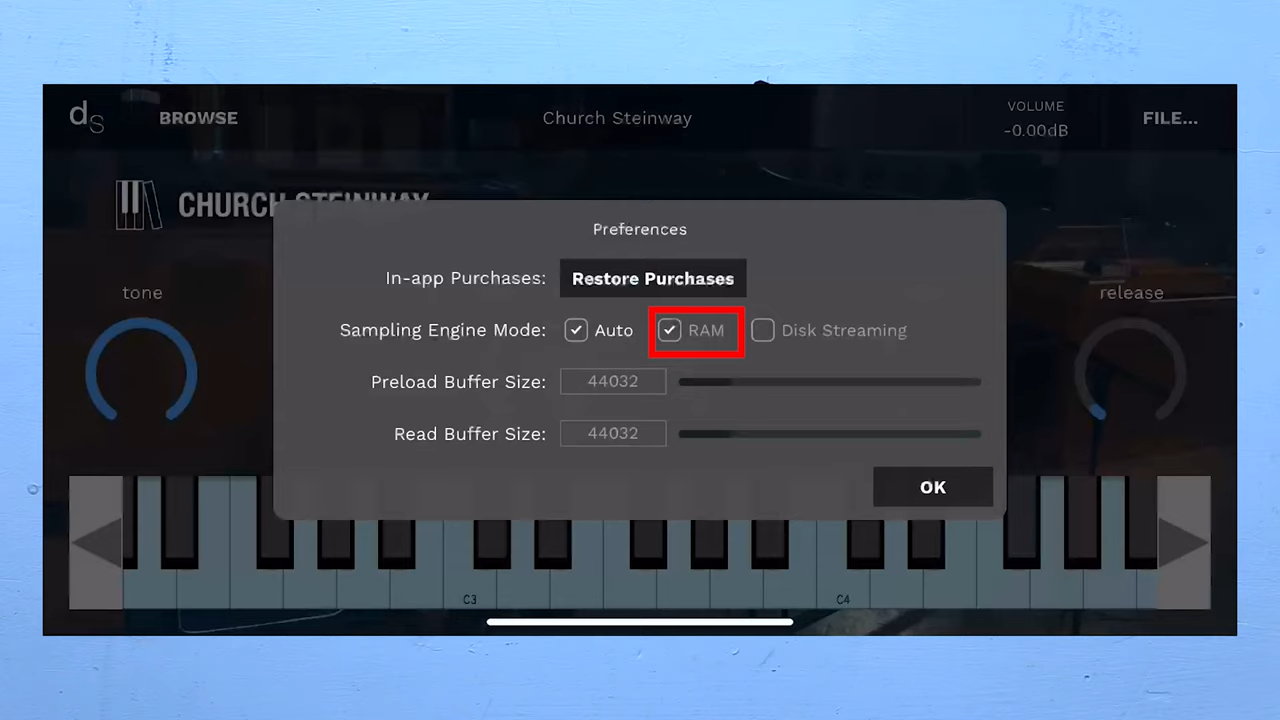 ds BROWSE Church Steinway VOLUME FILE...
-0.00dB
CHURCH STEINWAY
Preferences
In-app Purchases: Restore Purchases
tone
release
Sampling Engine Mode: Auto RAM Disk Streaming
Preload Buffer Size: 44032
Read Buffer Size: 44032
OK
C3 C4